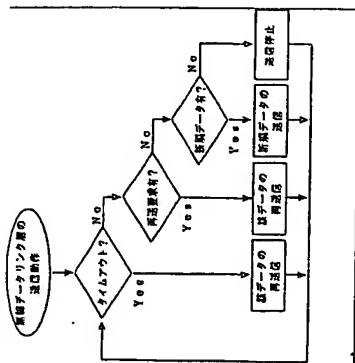 無線データリンク層の
送信動作
タイムアウト?
No
Yes
再送要求有?
No
Yes
新規データ有?
No
Yes
該データの
再送信
該データの
再送信
新規データの
送信
送信停止